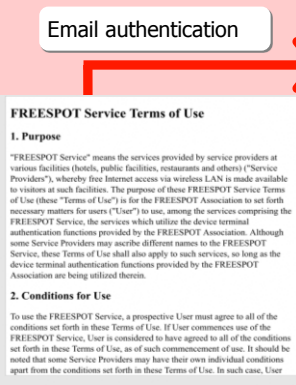 Email authentication
FREESPOT Service Terms of Use
1. Purpose
"FREESPOT Service" means the services provided by service providers at
various facilities (hotels, public facilities, restaurants and others) ("Service
Providers"), whereby free Internet access via wireless LAN is made available
to visitors at such facilities. The purpose of these FREESPOT Service Terms
of Use (these "Terms of Use") is for the FREESPOT Association to set forth
necessary matters for users ("User") to use, among the services comprising the
FREESPOT Service, the services which utilize the device terminal
authentication functions provided by the FREESPOT Association. Although
some Service Providers may ascribe different names to the FREESPOT
Service, these Terms of Use shall also apply to such services, so long as the
device terminal authentication functions provided by the FREESPOT
Association are being utilized therein.
2. Conditions for Use
To use the FREESPOT Service, a prospective User must agree to all of the
conditions set forth in these Terms of Use. If User commences use of the
FREESPOT Service, User is considered to have agreed to all of the conditions
set forth in these Terms of Use, as of such commencement of use. It should be
noted that some Service Providers may have their own individual conditions
apart from the conditions set forth in these Terms of Use. In such case, User